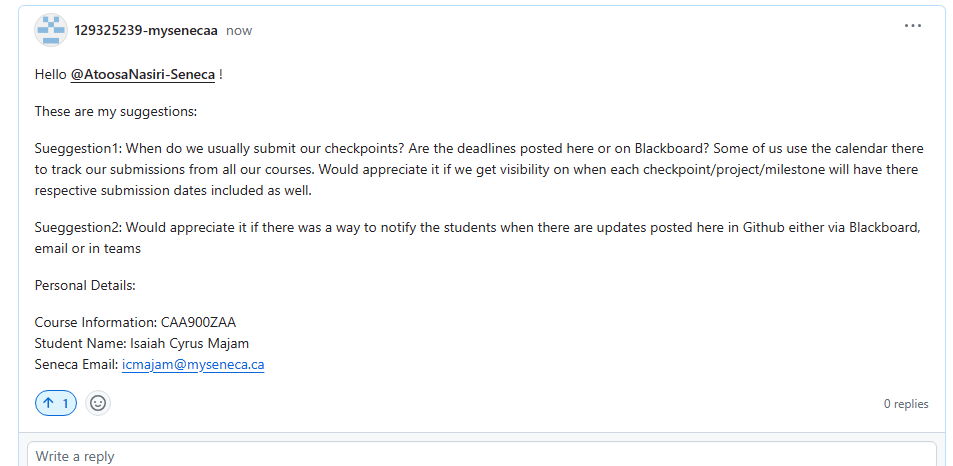 129325239-mysenecaa now
Hello @AtoosaNasiri-Seneca !
These are my suggestions:
Sueggestion1: When do we usually submit our checkpoints? Are the deadlines posted here or on Blackboard? Some of us use the calendar there
to track our submissions from all our courses. Would appreciate it if we get visibility on when each checkpoint/project/milestone will have there
respective submission dates included as well.
Sueggestion2: Would appreciate it if there was a way to notify the students when there are updates posted here in Github either via Blackboard,
email or in teams
Personal Details:
Course Information: CAA900ZAA
Student Name: Isaiah Cyrus Majam
Seneca Email: icmajam@myseneca.ca
1
0 replies
Write a reply